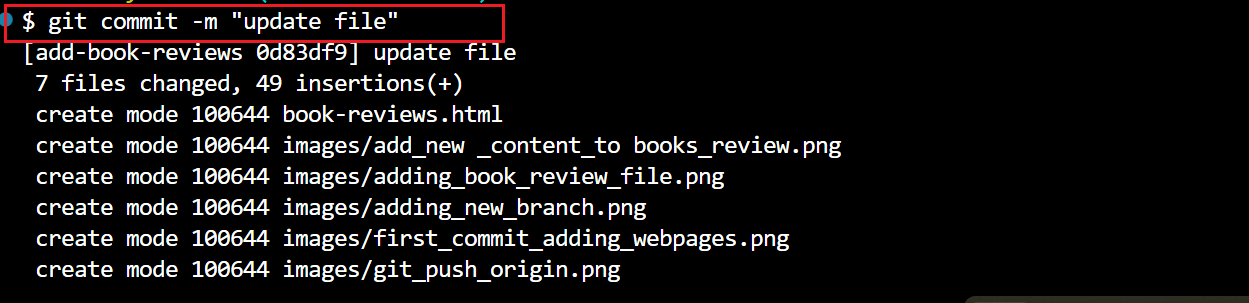 $ git commit -m "update file"
[add-book-reviews 0d83df9] update file
7 files changed, 49 insertions(+)
create mode 100644 book-reviews.html
create mode 100644 images/add_new _content_to books_review.png
create mode 100644 images/adding_book_review_file.png
create mode 100644 images/adding_new_branch.png
create mode 100644 images/first_commit_adding_webpages.png
create mode 100644 images/git_push_origin.png